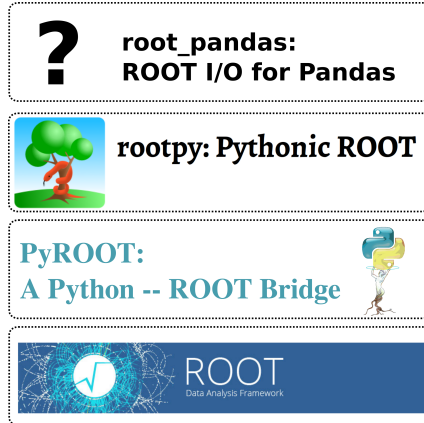 ?
root_pandas:
ROOT I/O for Pandas
rootpy: Pythonic ROOT
PyROOT:
A Python -- ROOT Bridge
ROOT
Data Analysis Framework